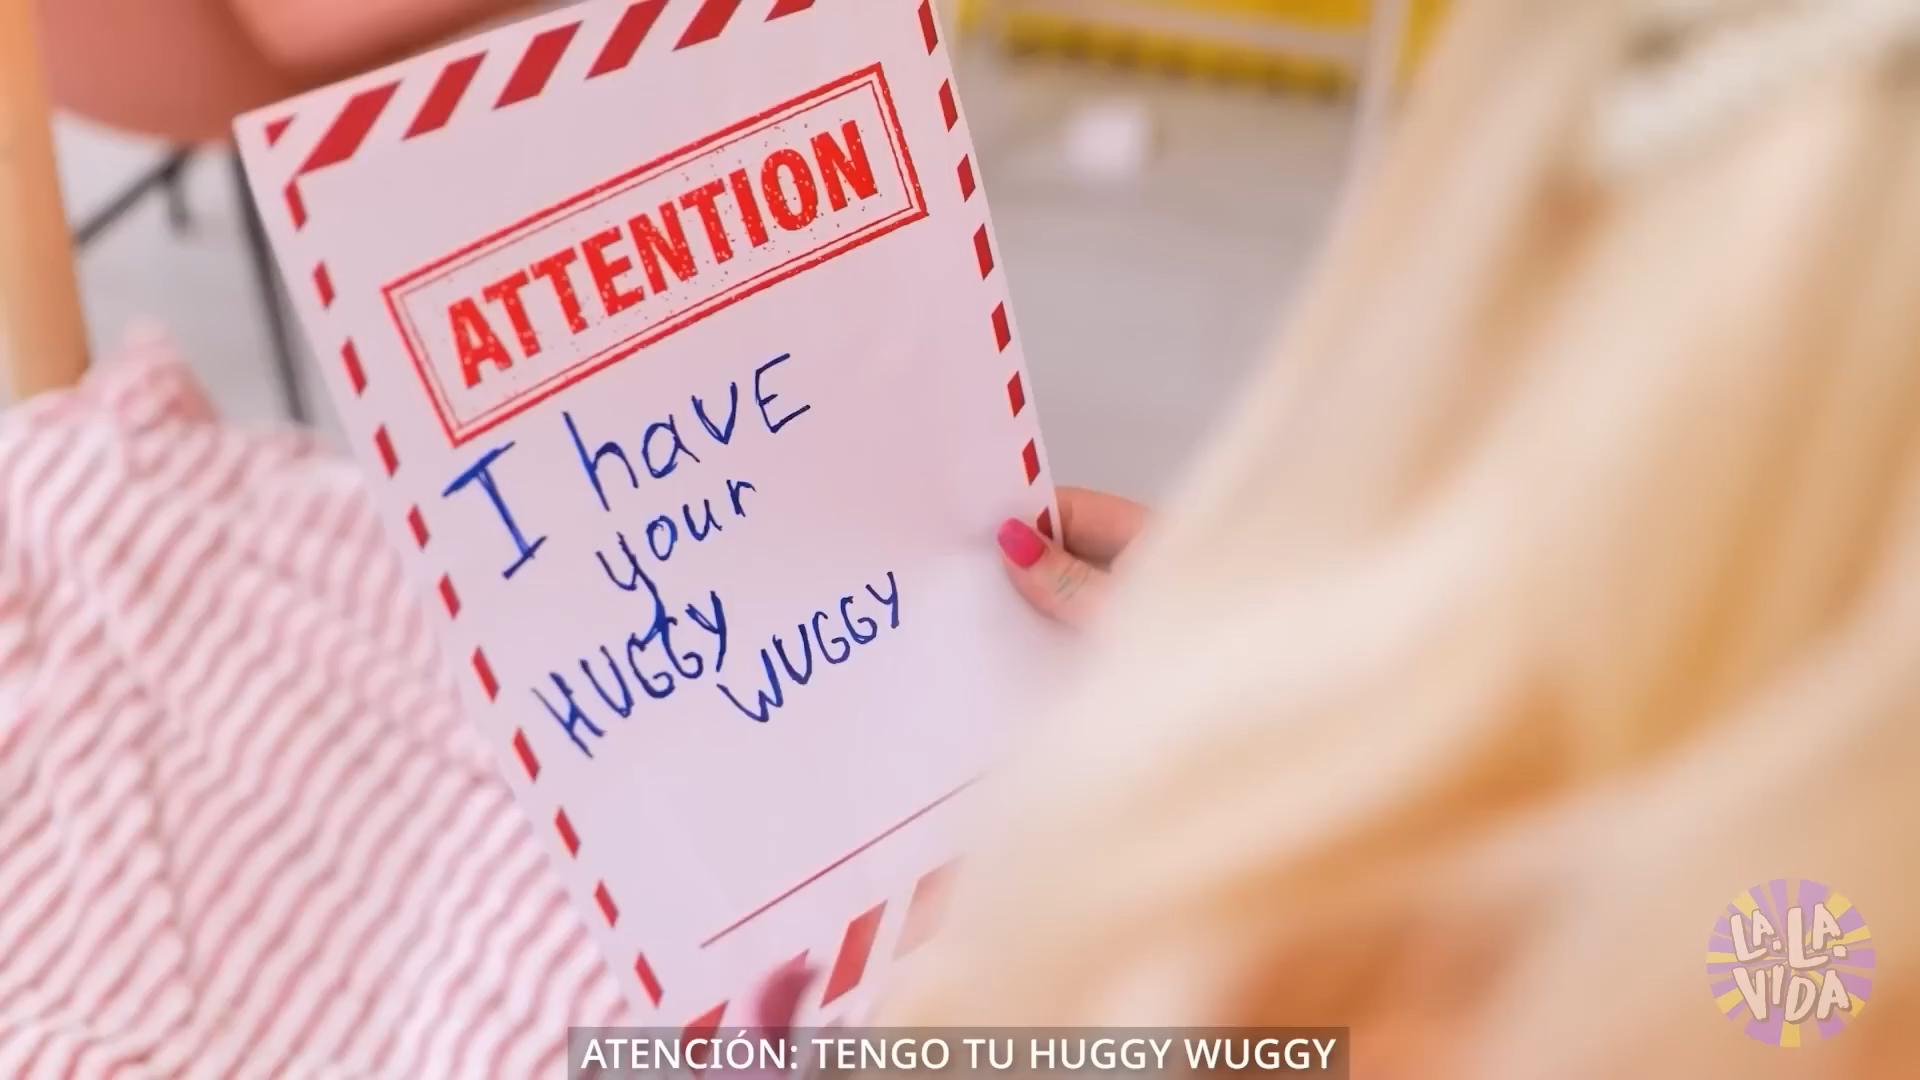 ATTENTION
I havE
your
HUGGY
WUGGY
ATENCIÓN: TENGO TU HUGGY WUGGY
LA.LA.
VIDA